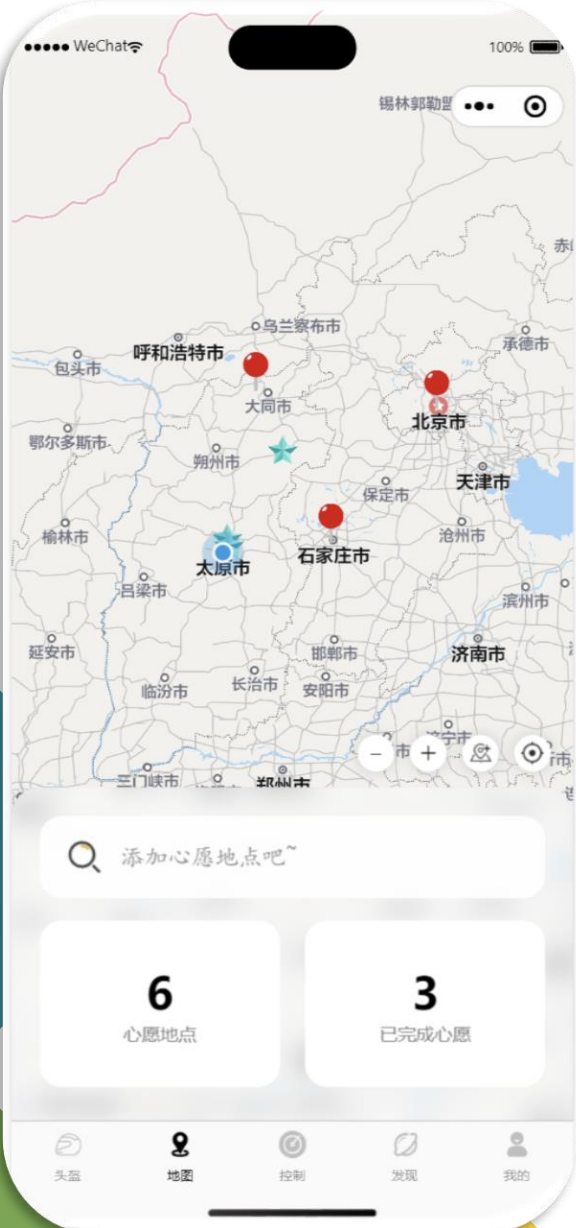 WeChat
100%
锡林郭勒盟
赤
乌兰察布市
呼和浩特市
承德市
包头市
大同市
北京市
鄂尔多斯市
朔州市
天津市
保定市
榆林市
沧州市
石家庄市
太原市
吕梁市
滨州市
延安市
邯郸市
济南市
长治市
临汾市
安阳市
济宁市
市
三门峡市
郑州市
添加心愿地点吧~
6
3
心愿地点
已完成心愿
头盔
地图
控制
发现
我的